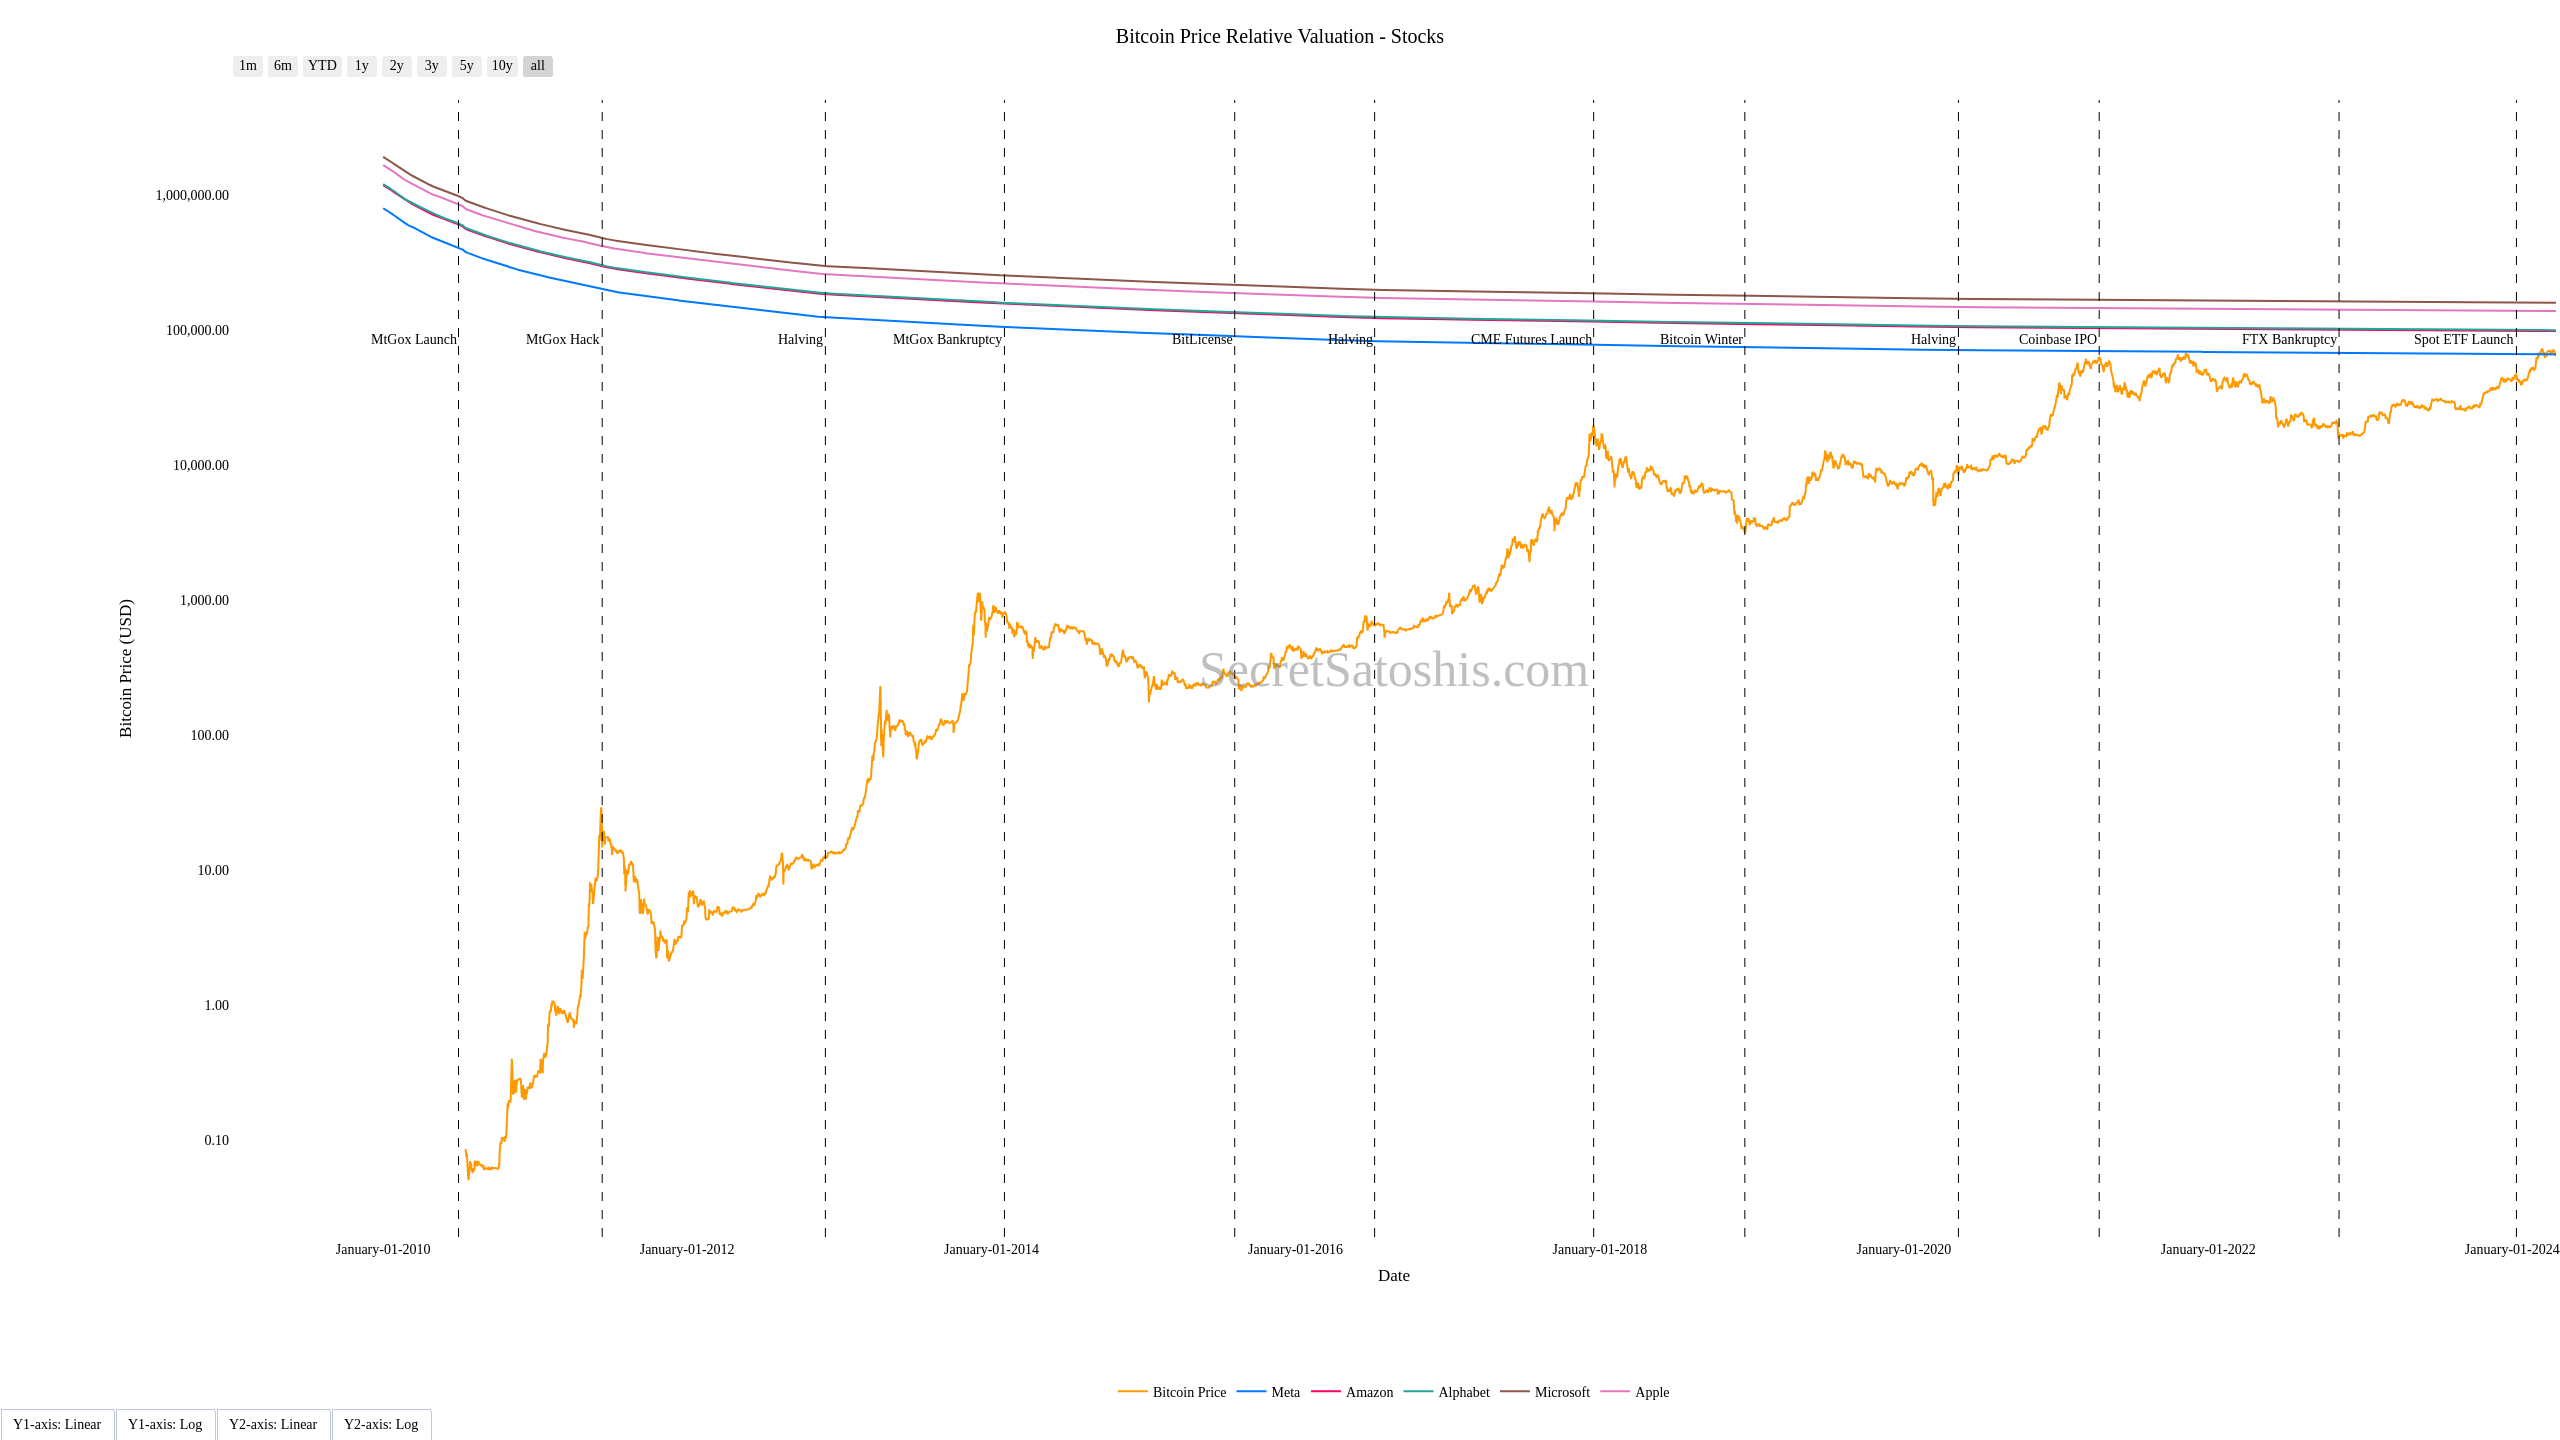 Bitcoin Price Relative Valuation - Stocks
1m 6m YTD 1y 2y 3y 5y 10y all
1,000,000.00
100,000.00
MtGox Launch MtGox Hack Halving MtGox Bankruptcy BitLicense Halving CME Futures Launch Bitcoin Winter Halving Coinbase IPO FTX Bankruptcy Spot ETF Launch
10,000.00
1,000.00
Bitcoin Price (USD)
SecretSatoshis.com
100.00
10.00
1.00
0.10
January-01-2010 January-01-2012 January-01-2014 January-01-2016 January-01-2018 January-01-2020 January-01-2022 January-01-2024
Date
Bitcoin Price Meta Amazon Alphabet Microsoft Apple
Y1-axis: Linear Y1-axis: Log Y2-axis: Linear Y2-axis: Log